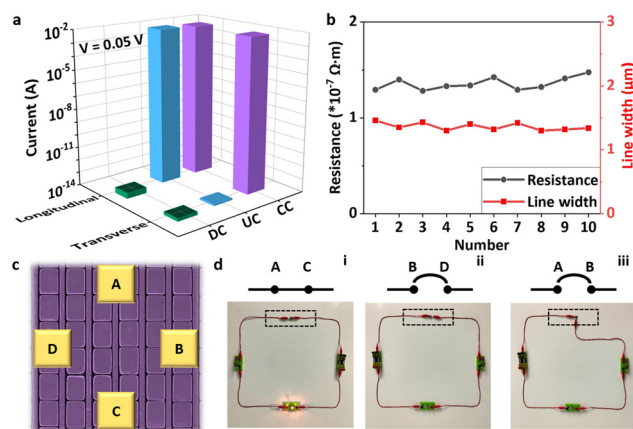 a
V = 0.05 V
Current (A)
10-2
10-5
10-8
10-11
10-14
Longitudinal
Transverse
DC
UC
CC
b
Resistance (*10-7 Ω·m)
2
1
0
Line width (μm)
3
2
1
0
Resistance
Line width
1 2 3 4 5 6 7 8 9 10
Number
c
A
D
B
C
d
A C i
B D ii
A B iii